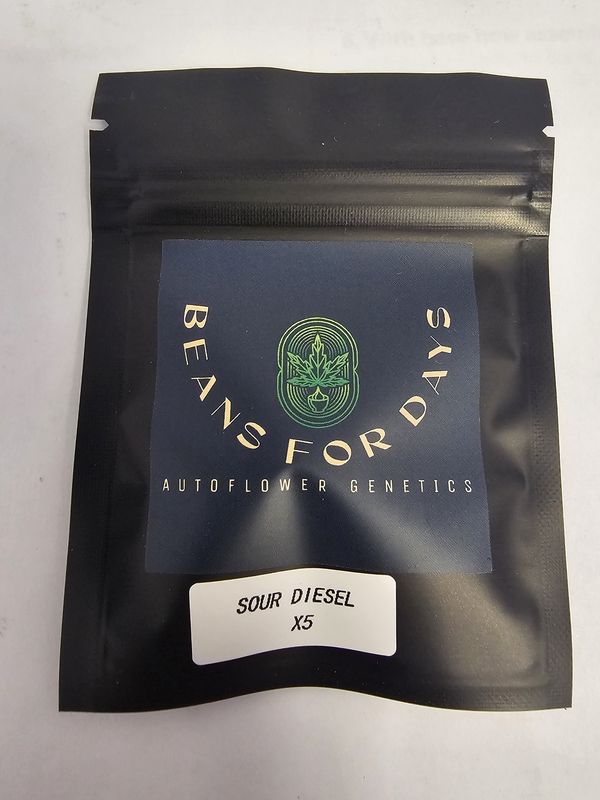 BEANS FOR DAYS
AUTOFLOWER GENETICS
SOUR DIESEL
X5